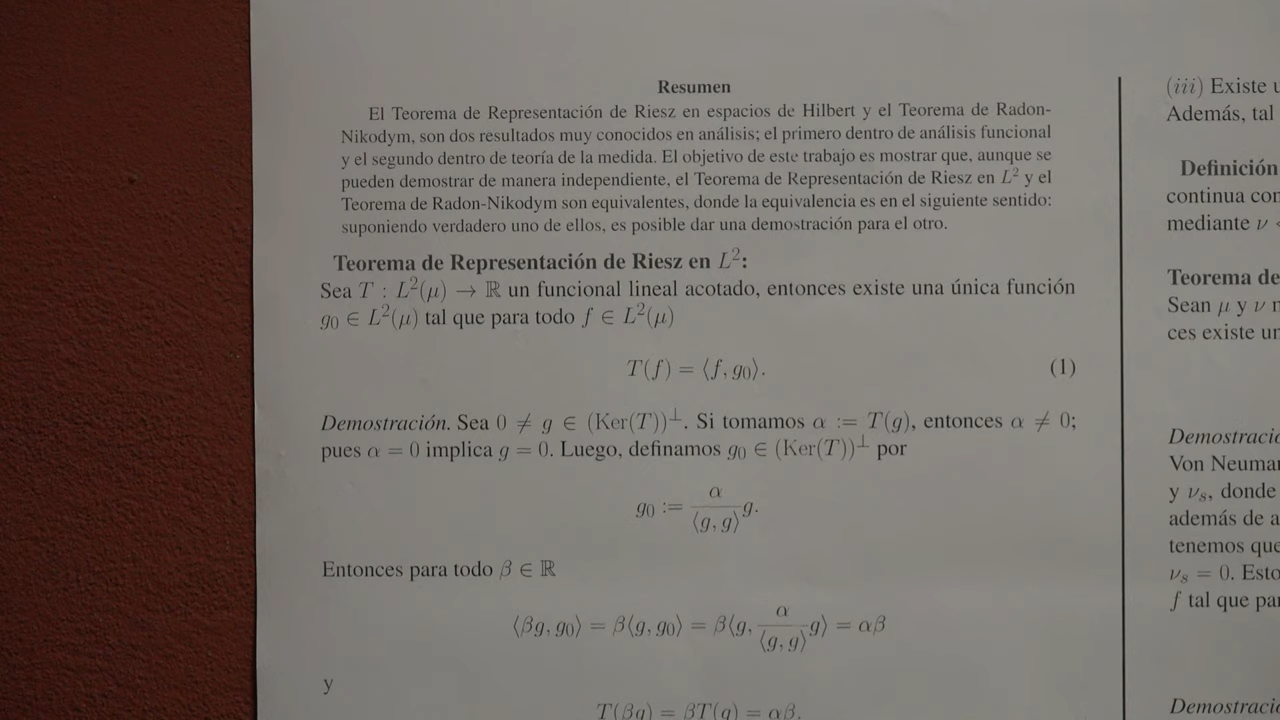 Resumen
El Teorema de Representación de Riesz en espacios de Hilbert y el Teorema de Radon-
Nikodym, son dos resultados muy conocidos en análisis; el primero dentro de análisis funcional
y el segundo dentro de teoría de la medida. El objetivo de este trabajo es mostrar que, aunque se
pueden demostrar de manera independiente, el Teorema de Representación de Riesz en L² y el
Teorema de Radon-Nikodym son equivalentes, donde la equivalencia es en el siguiente sentido:
suponiendo verdadero uno de ellos, es posible dar una demostración para el otro.
Teorema de Representación de Riesz en L²:
Sea T : L²(μ) → ℝ un funcional lineal acotado, entonces existe una única función
g₀ ∈ L²(μ) tal que para todo f ∈ L²(μ)
T(f) = ⟨f, g₀⟩. (1)
Demostración. Sea 0 ≠ g ∈ (Ker(T))⊥. Si tomamos α := T(g), entonces α ≠ 0;
pues α = 0 implica g = 0. Luego, definamos g₀ ∈ (Ker(T))⊥ por
g₀ := α/⟨g, g⟩ g.
Entonces para todo β ∈ ℝ
⟨βg, g₀⟩ = β⟨g, g₀⟩ = β⟨g, α/⟨g, g⟩ g⟩ = αβ
y
T(βg) = βT(g) = αβ.
(iii) Existe
Además, tal
Definición
continua
mediante ν
Teorema de
Sean μ y ν
ces existe
Von
y νₛ, donde
además de
tenemos que
νₛ = 0.
f tal que